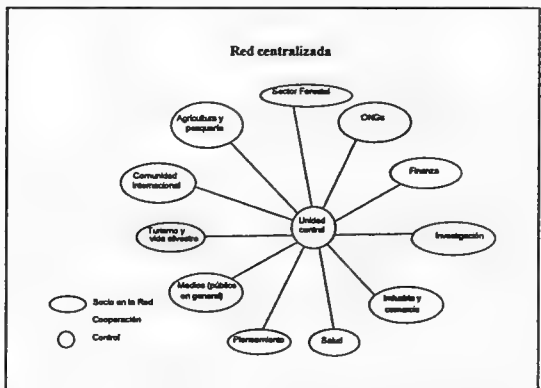 Red centralizada
Sector Forestal
ONGs
Agricultura y
pesquería
Finanza
Comunidad
Internacional
Unidad
central
Turismo y
vida silvestre
Investigación
Medios (público
en general)
Industria y
comercio
Planeamiento
Salud
Socio en la Red
Cooperación
Control